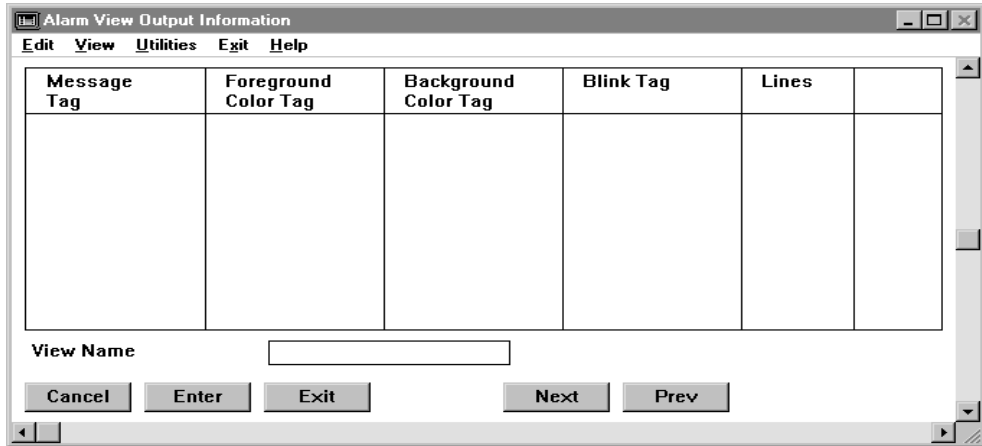 Alarm View Output Information
Edit View Utilities Exit Help
Message Tag Foreground Color Tag Background Color Tag Blink Tag Lines
View Name
Cancel Enter Exit Next Prev